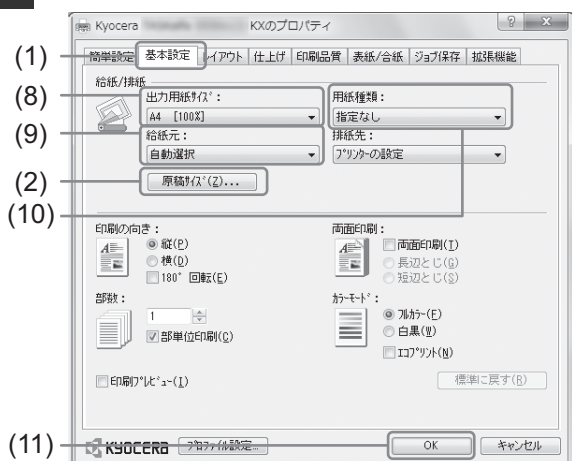 Kyocera KXのプロパティ
(1) 簡単設定 基本設定 レイアウト 仕上げ 印刷品質 表紙/合紙 ジョブ保存 拡張機能
給紙/排紙
(8) 出力用紙ｻｲｽﾞ: 用紙種類:
A4 [100%] 指定なし
(9) 給紙元: 排紙先:
自動選択 ﾌﾟﾘﾝﾀｰの設定
(2) 原稿ｻｲｽﾞ(Z)...
(10)
印刷の向き: 両面印刷:
縦(P) 両面印刷(I)
横(D) 長辺とじ(G)
180° 回転(E) 短辺とじ(S)
部数: ｶﾗｰﾓｰﾄﾞ:
1 ﾌﾙｶﾗｰ(F)
部単位印刷(C) 白黒(W)
ｴｺﾌﾟﾘﾝﾄ(N)
印刷ﾌﾟﾚﾋﾞｭｰ(I) 標準に戻す(R)
(11) KYOCERA ﾌﾟﾛﾌｧｲﾙ設定... OK キャンセル